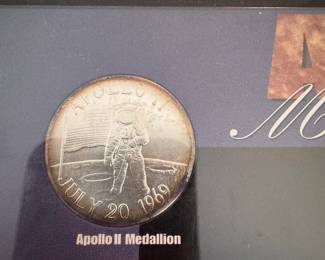 APOLLO 11
JULY 20, 1969
Apollo II Medallion